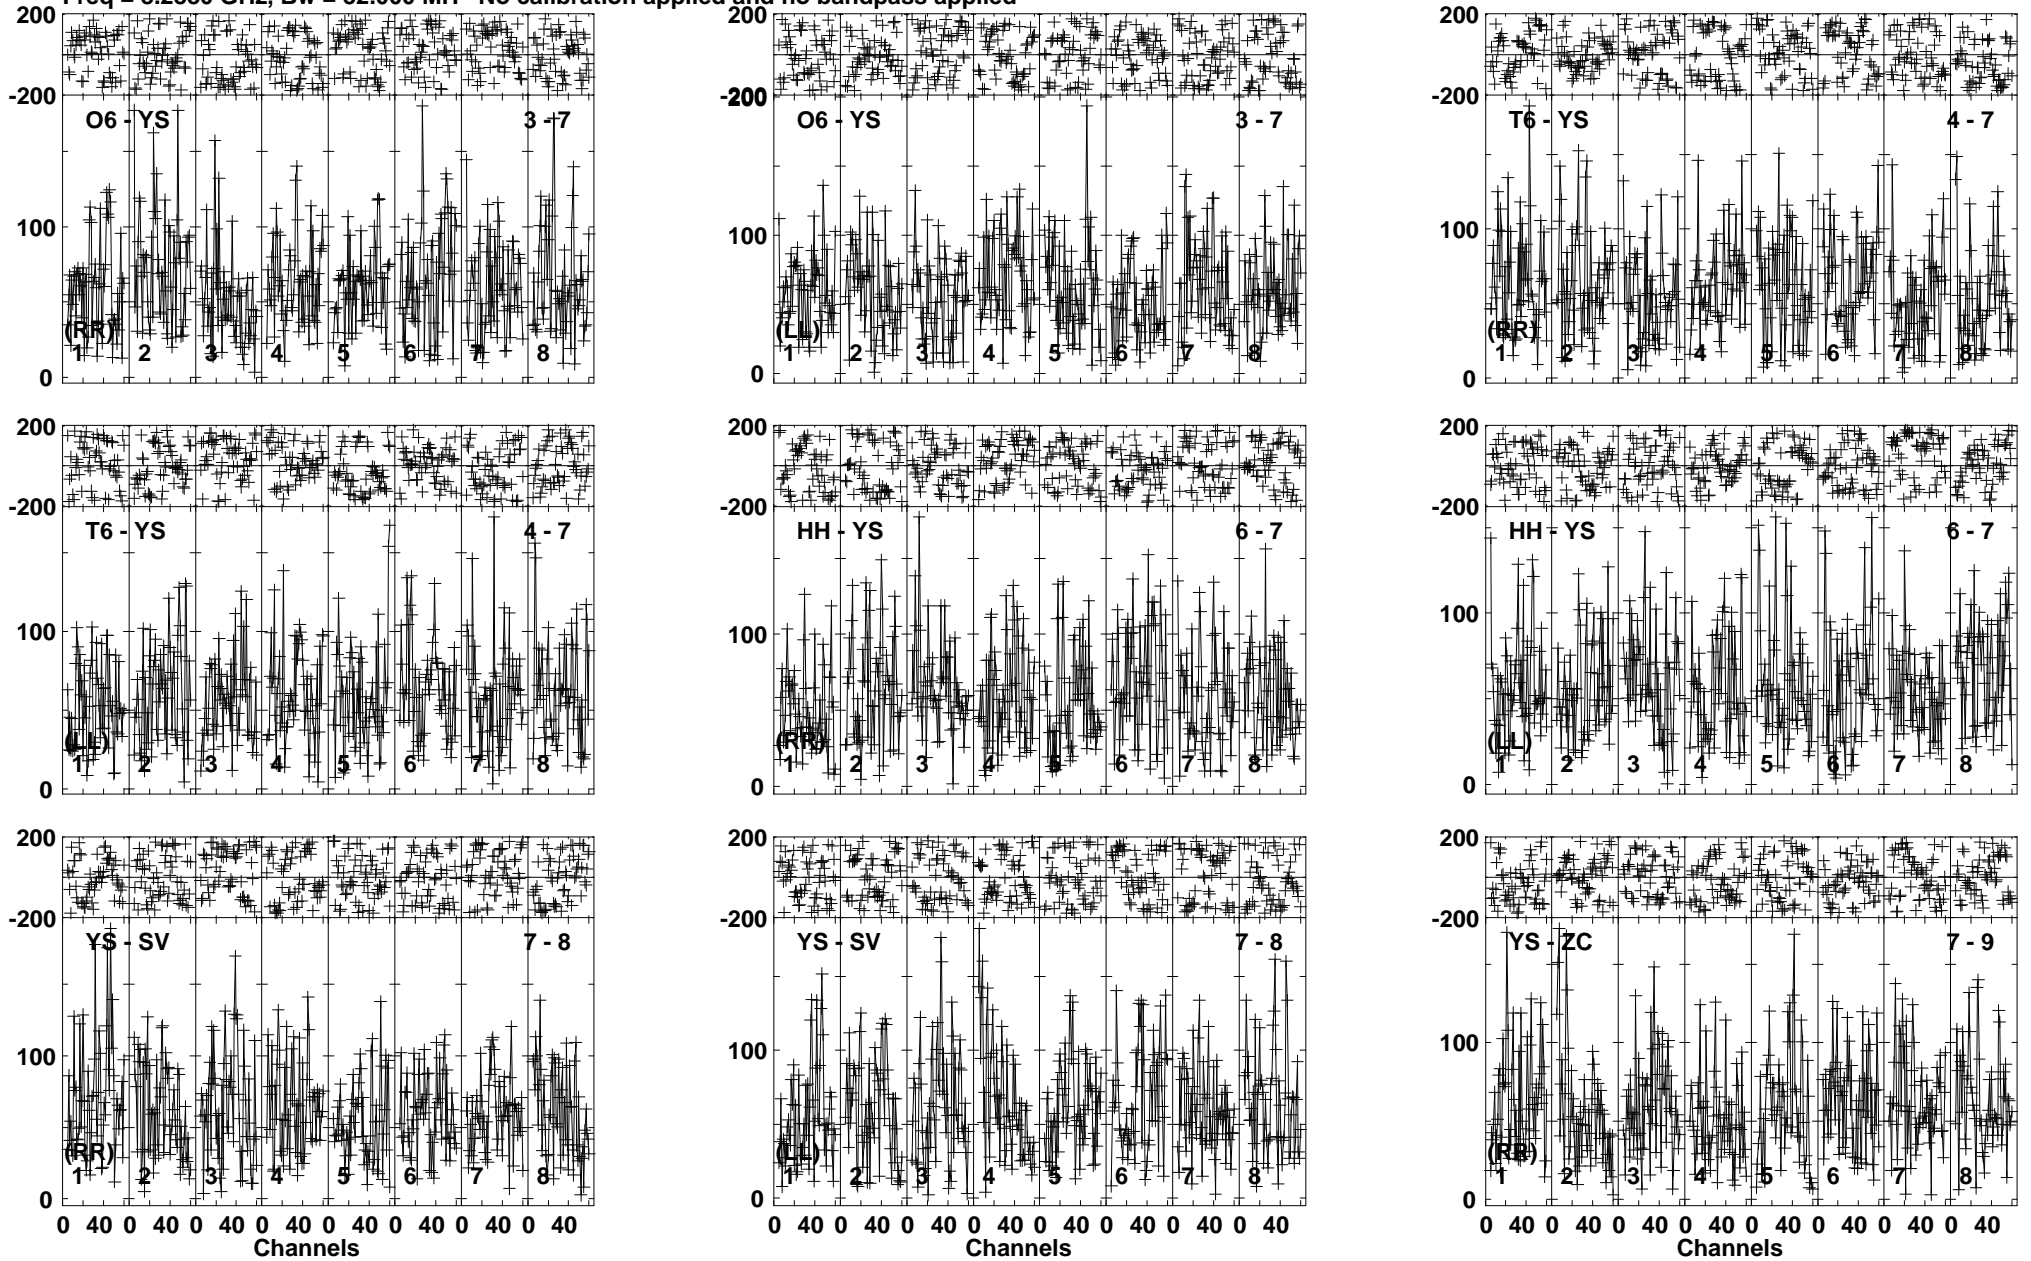 No calibration applied and no bandpass applied
200 200 200
-200 -200 -200
200
O6 - YS 3 - 7 O6 - YS 3 - 7 T6 - YS 4 - 7
100 100 100
(RR) (LL) (RR)
1 2 3 4 5 6 7 8 1 2 3 4 5 6 7 8 1 2 3 4 5 6 7 8
0 0 0
200 200 200
-200 -200 -200
T6 - YS 4 - 7 HH - YS 6 - 7 HH - YS 6 - 7
100 100 100
(LL) (RR) (LL)
1 2 3 4 5 6 7 8 1 2 3 4 5 6 7 8 1 2 3 4 5 6 7 8
0 0 0
200 200 200
-200 -200 -200
YS - SV 7 - 8 YS - SV 7 - 8 YS - ZC 7 - 9
100 100 100
(RR) (LL) (RR)
1 2 3 4 5 6 7 8 1 2 3 4 5 6 7 8 1 2 3 4 5 6 7 8
0 0 0
0 40 0 40 0 40 0 40 0 40 0 40 0 40 0 40 0 40 0 40 0 40 0 40 0 40 0 40 0 40 0 40 0 40 0 40 0 40 0 40 0 40 0 40 0 40 0 40
Channels Channels Channels